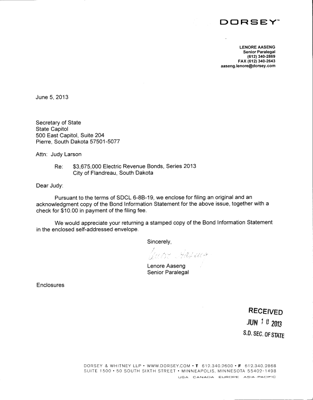 DORSEY™
LENORE AASENG
Senior Paralegal
(612) 340-2869
FAX (612) 340-2643
aaseng.lenore@dorsey.com
June 5, 2013
Secretary of State
State Capitol
500 East Capitol, Suite 204
Pierre, South Dakota 57501-5077
Attn: Judy Larson
Re: $3,675,000 Electric Revenue Bonds, Series 2013
City of Flandreau, South Dakota
Dear Judy:
Pursuant to the terms of SDCL 6-8B-19, we enclose for filing an original and an
acknowledgment copy of the Bond Information Statement for the above issue, together with a
check for $10.00 in payment of the filing fee.
We would appreciate your returning a stamped copy of the Bond Information Statement
in the enclosed self-addressed envelope.
Sincerely,
Lenore Aaseng
Senior Paralegal
Enclosures
RECEIVED
JUN 10 2013
S.D. SEC. OF STATE
DORSEY & WHITNEY LLP • WWW.DORSEY.COM • T 612.340.2600 • F 612.340.2868
SUITE 1500 • 50 SOUTH SIXTH STREET • MINNEAPOLIS, MINNESOTA 55402-1498
USA CANADA EUROPE ASIA-PACIFIC